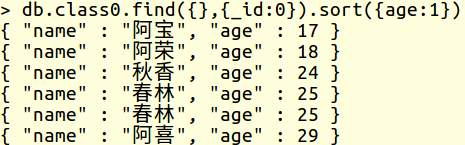 > db.class0.find({},{_id:0}).sort({age:1})
{ "name" : "阿宝", "age" : 17 }
{ "name" : "阿荣", "age" : 18 }
{ "name" : "秋香", "age" : 24 }
{ "name" : "春林", "age" : 25 }
{ "name" : "春林", "age" : 25 }
{ "name" : "阿喜", "age" : 29 }